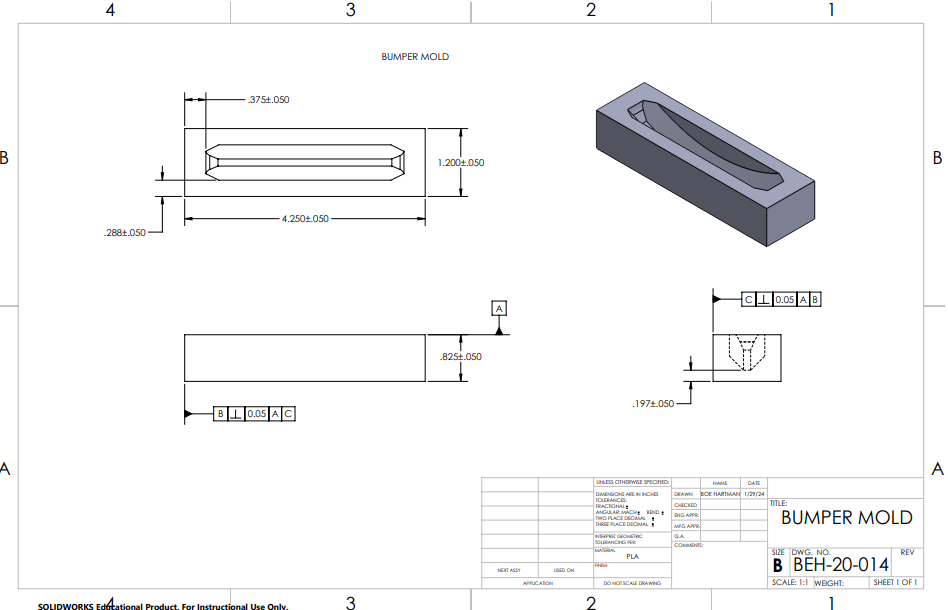 4 3 2 1
BUMPER MOLD
.375±.050
B
B
1.200±.050
4.250±.050
.288±.050
C ⊥ 0.05 A B
A
.825±.050
.197±.050
B ⊥ 0.05 A C
A
A
UNLESS OTHERWISE SPECIFIED:
NAME DATE
DIMENSIONS ARE IN INCHES
TOLERANCES:
FRACTIONAL±
ANGULAR: MACH± BEND ±
TWO PLACE DECIMAL ±
THREE PLACE DECIMAL ±
DRAWN BOE HARTMAN 1/29/24
CHECKED
ENG APPR.
MFG APPR.
INTERPRET GEOMETRIC
TOLERANCING PER:
Q.A.
COMMENTS:
MATERIAL
PLA
FINISH
NEXT ASSY USED ON
APPLICATION
DO NOT SCALE DRAWING
TITLE:
BUMPER MOLD
SIZE DWG. NO. REV
B BEH-20-014
SCALE: 1:1 WEIGHT: SHEET 1 OF 1
4 3 2 1
SOLIDWORKS Educational Product. For Instructional Use Only.